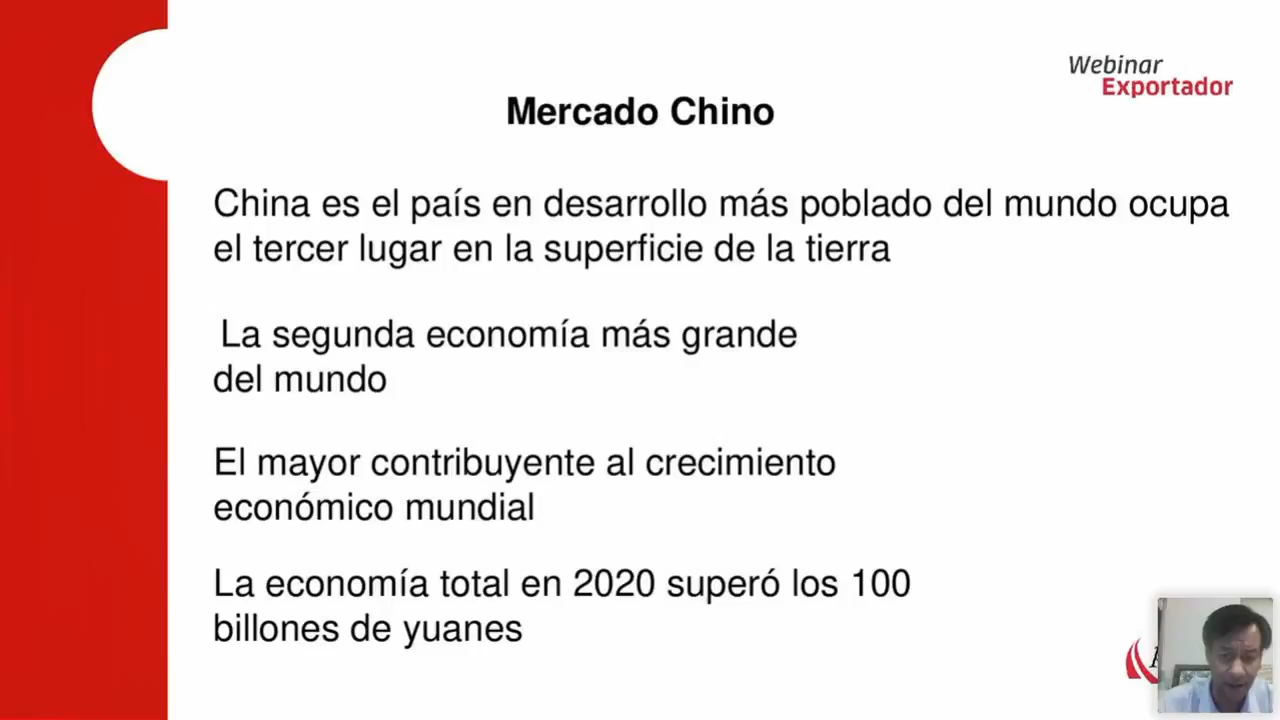 Webinar
Exportador
Mercado Chino
China es el país en desarrollo más poblado del mundo ocupa
el tercer lugar en la superficie de la tierra
La segunda economía más grande
del mundo
El mayor contribuyente al crecimiento
económico mundial
La economía total en 2020 superó los 100
billones de yuanes